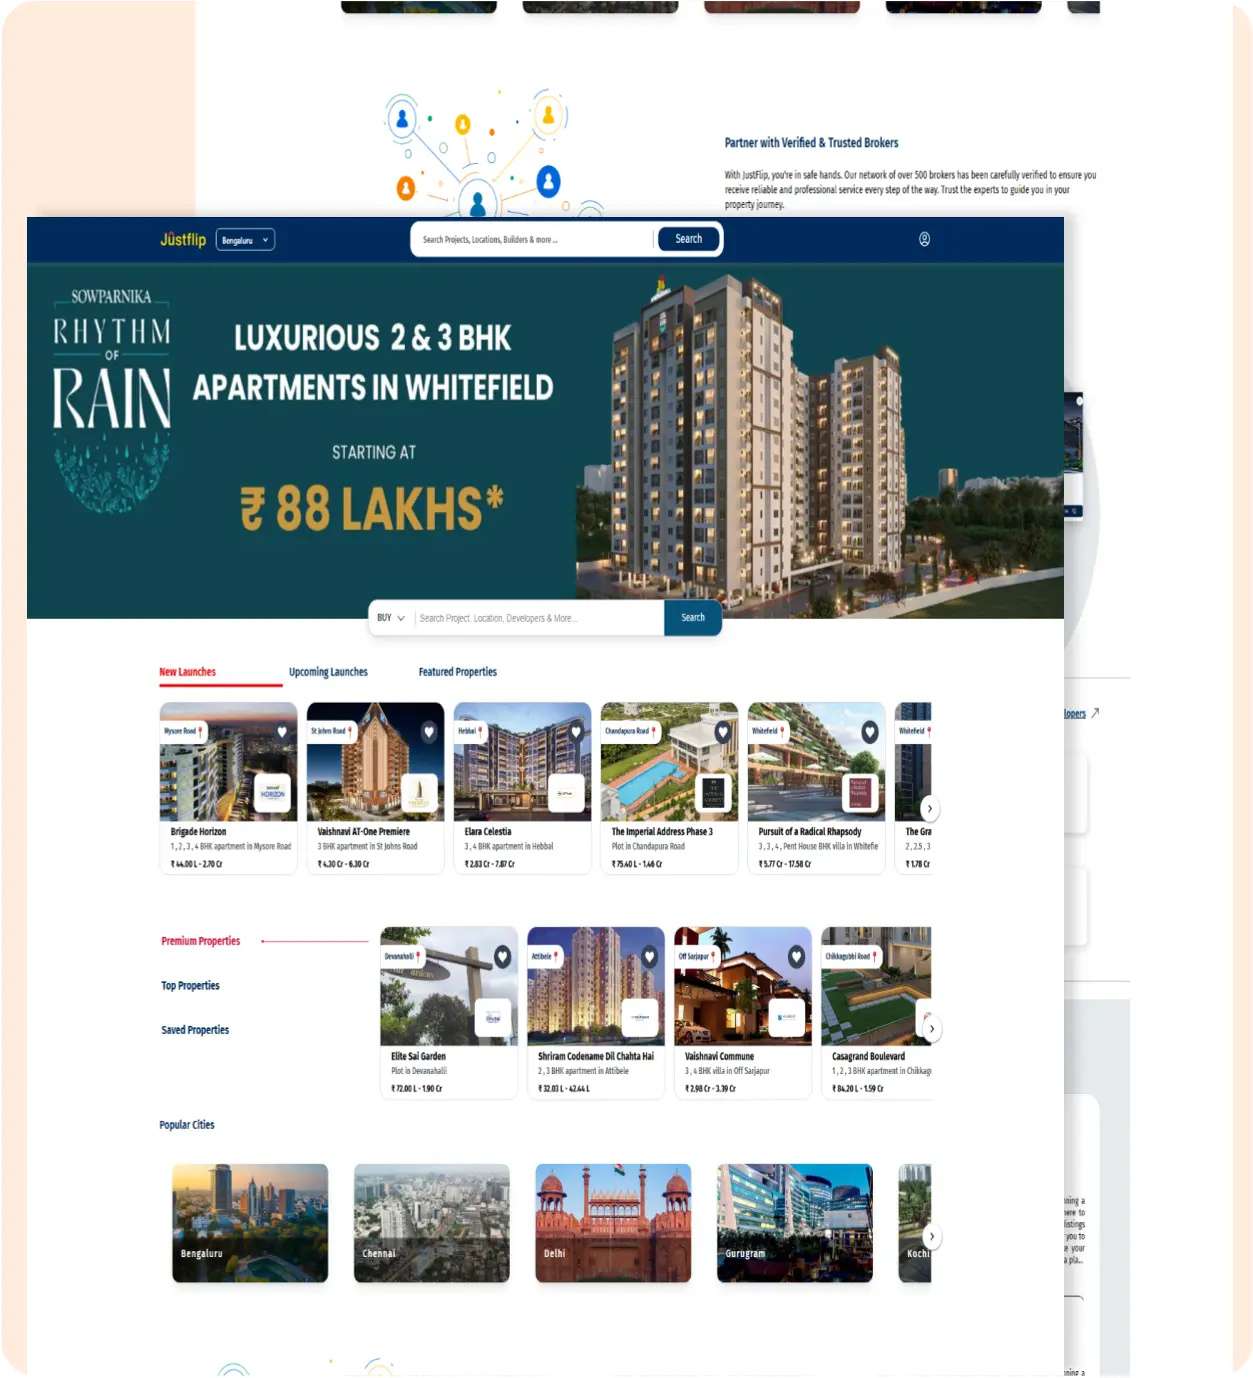 Partner with Verified & Trusted Brokers
With JustFlip, you're in safe hands. Our network of over 500 brokers has been carefully verified to ensure you
receive reliable and professional service every step of the way. Trust the experts to guide you in your
property journey.
Justflip
Bengaluru
Search Projects, Locations, Builders & more ...
Search
SOWPARNIKA
RHYTHM
OF
RAIN
LUXURIOUS 2 & 3 BHK
APARTMENTS IN WHITEFIELD
STARTING AT
₹ 88 LAKHS*
BUY
Search Project, Location, Developers & More...
Search
New Launches
Upcoming Launches
Featured Properties
lopers
Mysore Road
HORIZON
Brigade Horizon
1, 2, 3, 4 BHK apartment in Mysore Road
₹ 44.00 L - 2.70 Cr
St Johns Road
Vaishnavi AT-One Premiere
3 BHK apartment in St Johns Road
₹ 4.30 Cr - 6.30 Cr
Hebbal
Elara Celestia
3, 4 BHK apartment in Hebbal
₹ 2.83 Cr - 7.87 Cr
Chandapura Road
The Imperial Address Phase 3
Plot in Chandapura Road
₹ 75.40 L - 1.46 Cr
Whitefield
Pursuit of a Radical Rhapsody
3, 3, 4, Pent House BHK villa in Whitefie
₹ 5.77 Cr - 17.58 Cr
Whitefield
The Gra
2, 2.5, 3
₹ 1.78 Cr
Premium Properties
Top Properties
Saved Properties
Devanahalli
Elite Sai Garden
Plot in Devanahalli
₹ 72.00 L - 1.90 Cr
Attibele
Shriram Codename Dil Chahta Hai
2, 3 BHK apartment in Attibele
₹ 32.03 L - 42.44 L
Off Sarjapur
Vaishnavi Commune
3, 4 BHK villa in Off Sarjapur
₹ 2.98 Cr - 3.39 Cr
Chikkagubbi Road
Casagrand Boulevard
1, 2, 3 BHK apartment in Chikkagu
₹ 84.20 L - 1.59 Cr
Popular Cities
Bengaluru
Chennai
Delhi
Gurugram
Kochi
ning a
here to
listings
you to
e your
a pla...
ning a